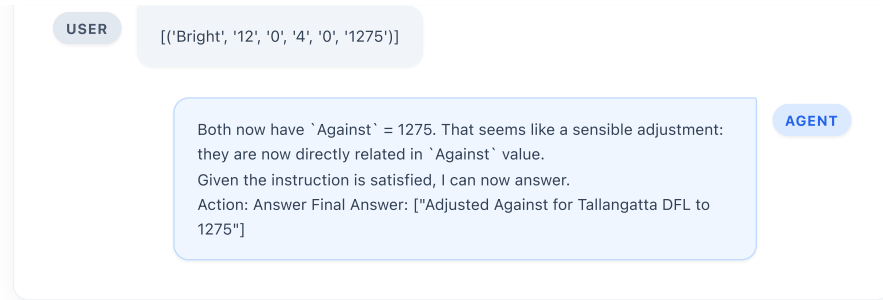 USER
[('Bright', '12', '0', '4', '0', '1275')]
AGENT
Both now have `Against` = 1275. That seems like a sensible adjustment:
they are now directly related in `Against` value.
Given the instruction is satisfied, I can now answer.
Action: Answer Final Answer: ["Adjusted Against for Tallangatta DFL to
1275"]